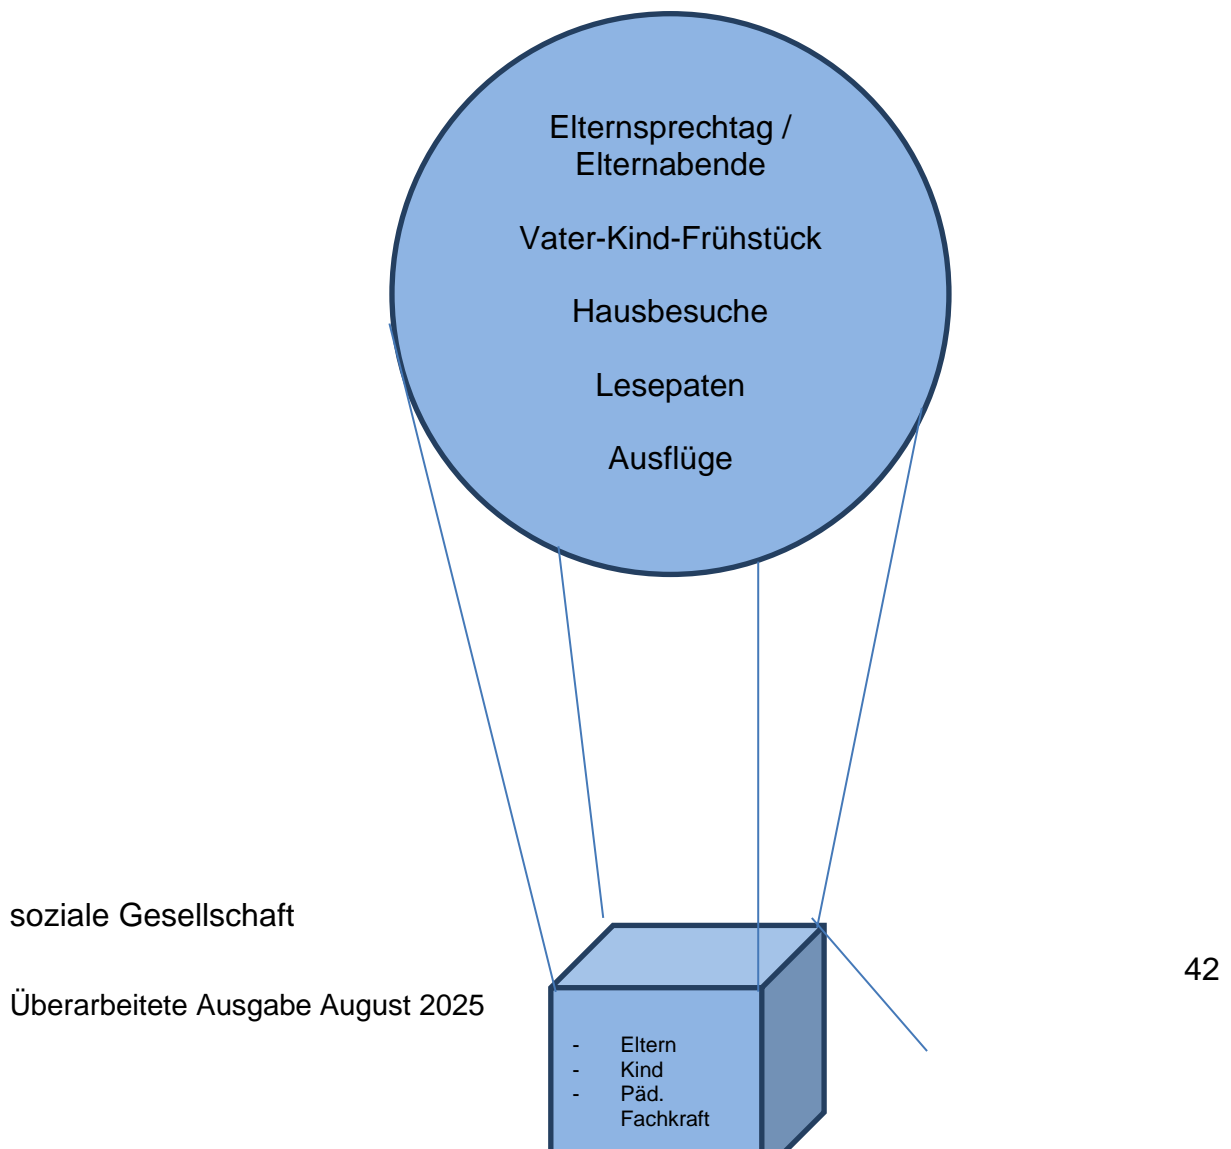 Elternsprechtag /
Elternabende
Vater-Kind-Frühstück
Hausbesuche
Lesepaten
Ausflüge
soziale Gesellschaft
42
Überarbeitete Ausgabe August 2025
- Eltern
- Kind
- Päd.
Fachkraft